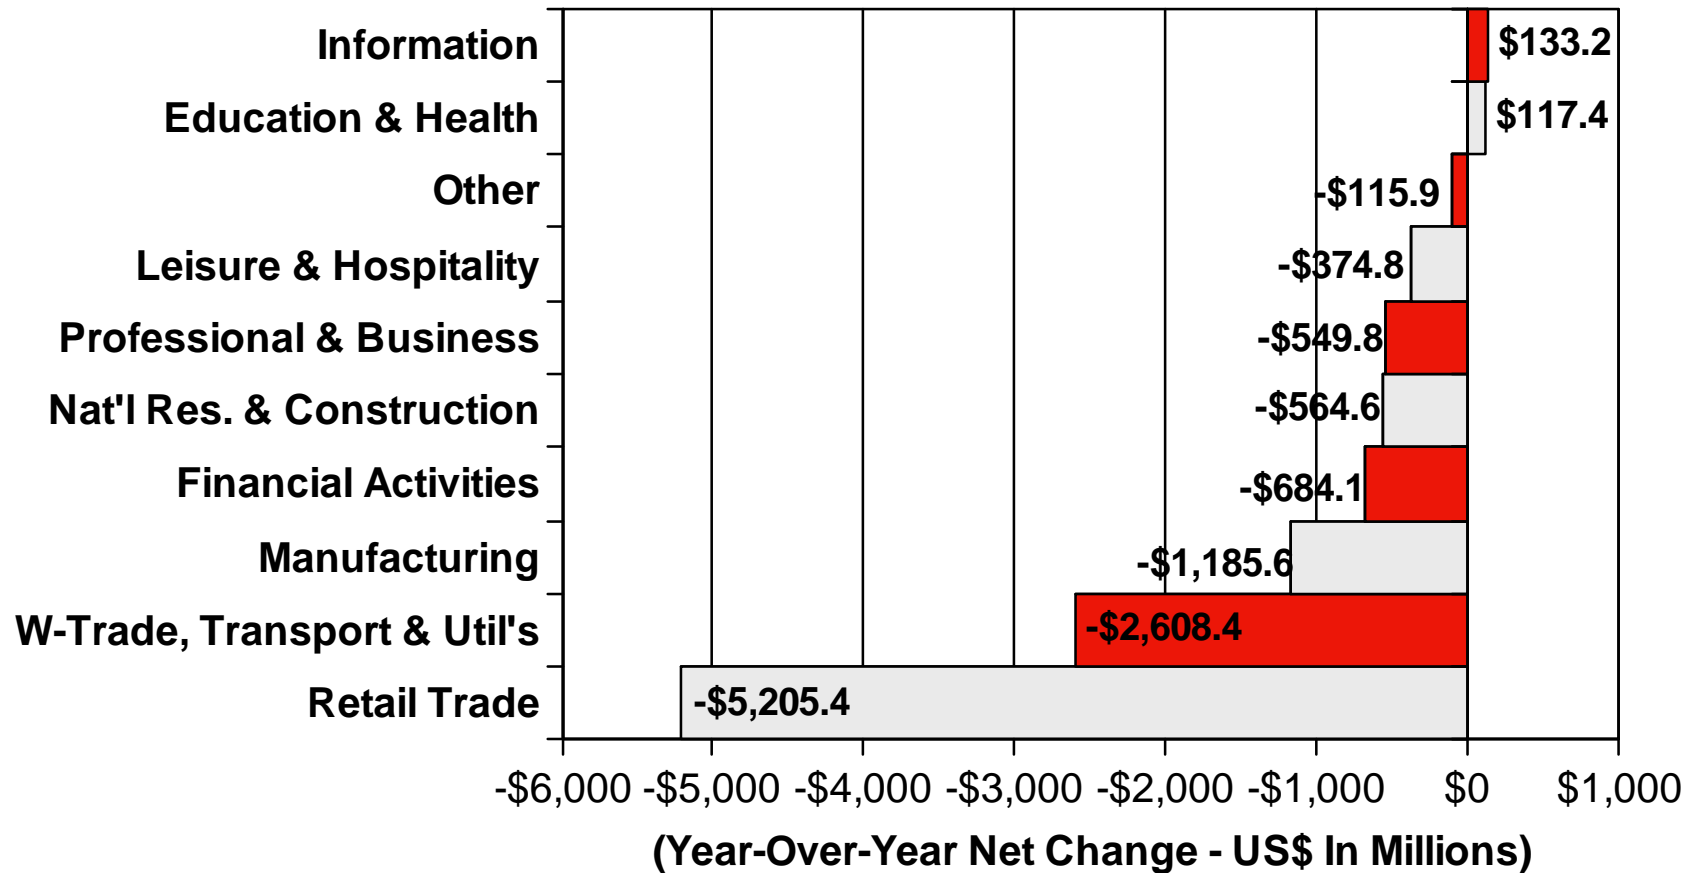 Information $133.2
Education & Health $117.4
Other -$115.9
Leisure & Hospitality -$374.8
Professional & Business -$549.8
Nat'l Res. & Construction -$564.6
Financial Activities -$684.1
Manufacturing -$1,185.6
W-Trade, Transport & Util's -$2,608.4
Retail Trade -$5,205.4
-$6,000 -$5,000 -$4,000 -$3,000 -$2,000 -$1,000 $0 $1,000
(Year-Over-Year Net Change - US$ In Millions)